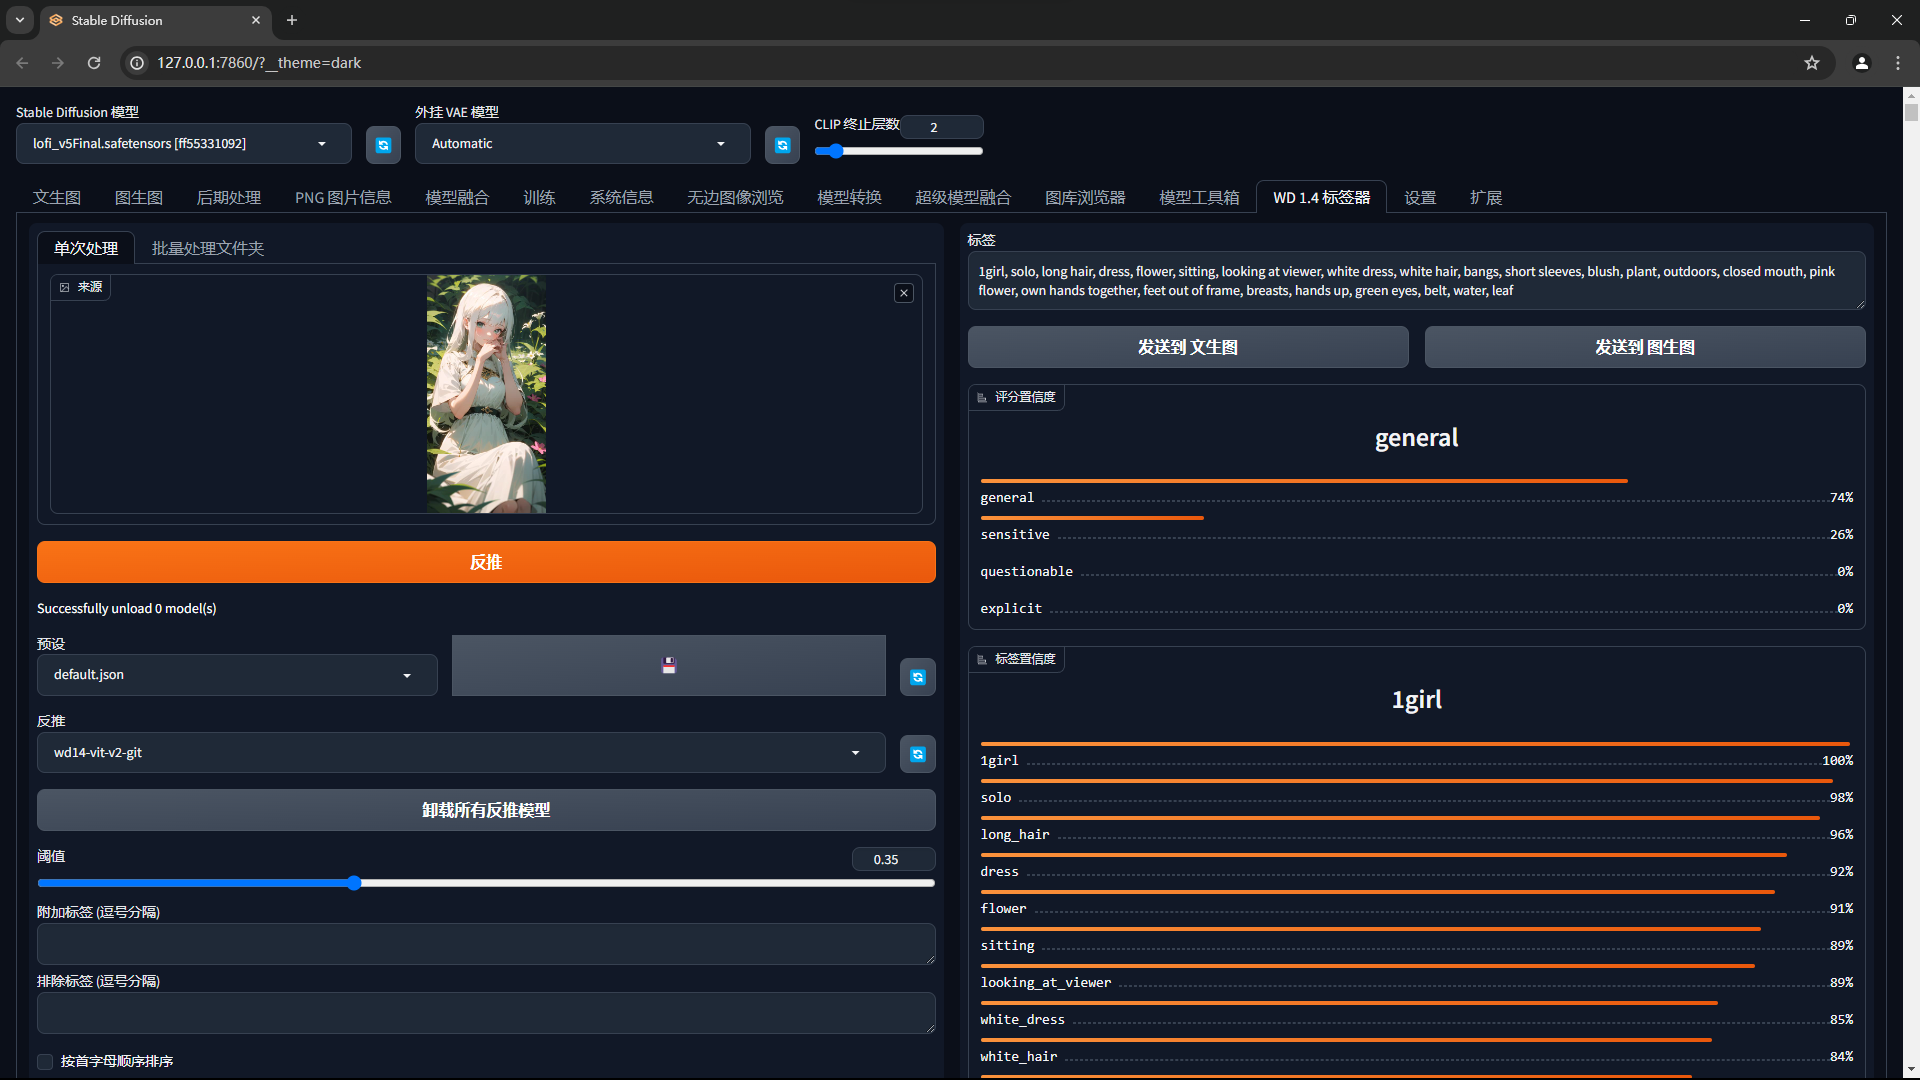 Stable Diffusion
127.0.0.1:7860/?__theme=dark
Stable Diffusion 模型
lofi_v5Final.safetensors [ff55331092]
外挂 VAE 模型
Automatic
CLIP 终止层数
2
文生图 图生图 后期处理 PNG 图片信息 模型融合 训练 系统信息 无边图像浏览 模型转换 超级模型融合 图库浏览器 模型工具箱 WD 1.4 标签器 设置 扩展
单次处理 批量处理文件夹
来源
反推
Successfully unload 0 model(s)
预设
default.json
反推
wd14-vit-v2-git
卸载所有反推模型
阈值
0.35
附加标签 (逗号分隔)
排除标签 (逗号分隔)
按首字母顺序排序
标签
1girl, solo, long hair, dress, flower, sitting, looking at viewer, white dress, white hair, bangs, short sleeves, blush, plant, outdoors, closed mouth, pink
flower, own hands together, feet out of frame, breasts, hands up, green eyes, belt, water, leaf
发送到 文生图 发送到 图生图
评分置信度
general
general 74%
sensitive 26%
questionable 0%
explicit 0%
标签置信度
1girl
1girl 100%
solo 98%
long_hair 96%
dress 92%
flower 91%
sitting 89%
looking_at_viewer 89%
white_dress 85%
white_hair 84%